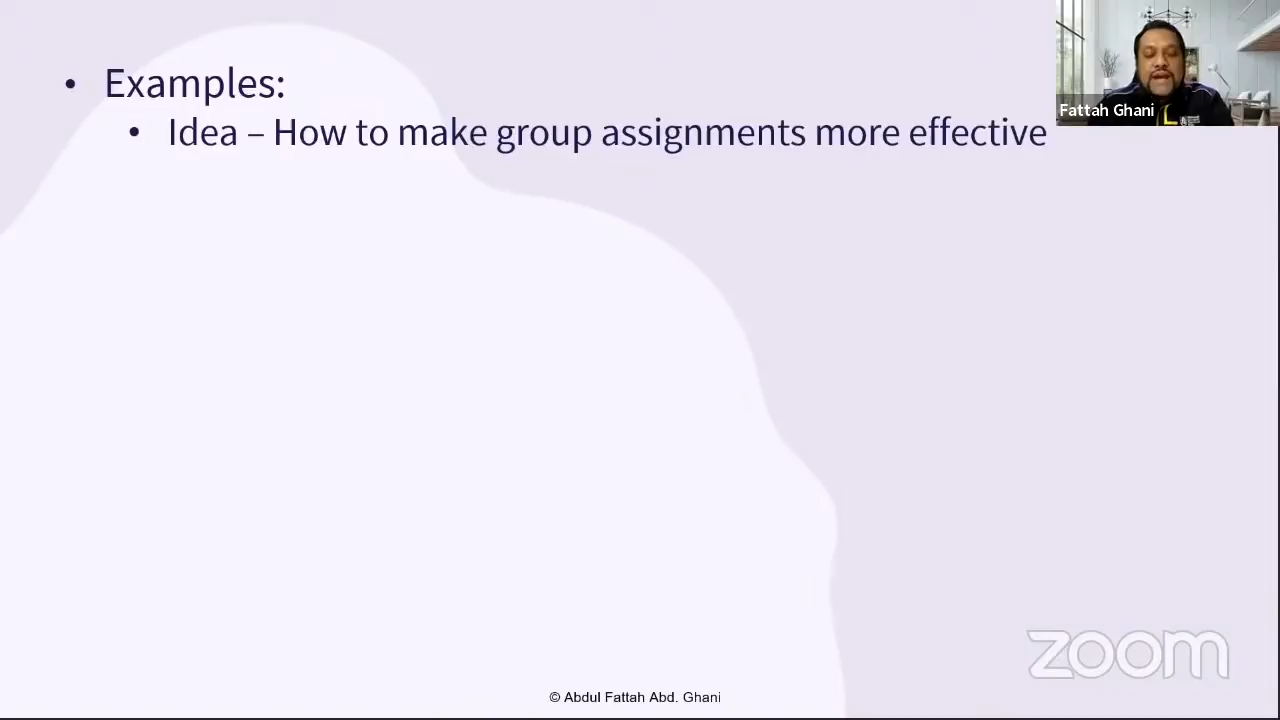 • Examples:
• Idea – How to make group assignments more effective
Fattah Ghani
zoom
© Abdul Fattah Abd. Ghani